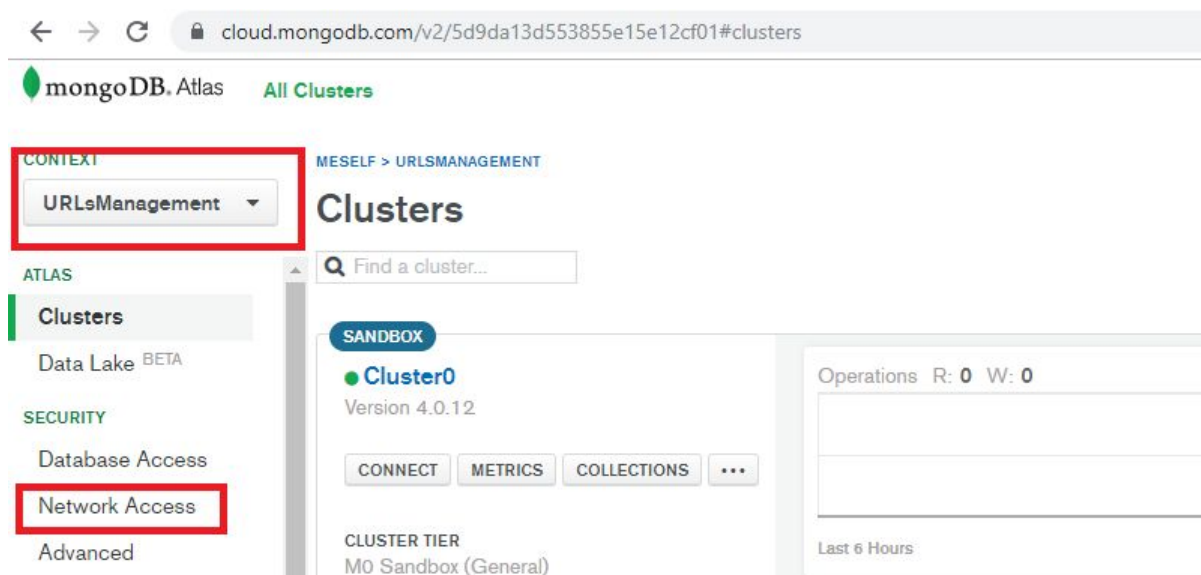 cloud.mongodb.com/v2/5d9da13d553855e15e12cf01#clusters
mongoDB. Atlas All Clusters
CONTEXT
URLsManagement
MESELF > URLSMANAGEMENT
Clusters
Find a cluster...
ATLAS
Clusters
Data Lake BETA
SECURITY
Database Access
Network Access
Advanced
SANDBOX
Cluster0
Version 4.0.12
CONNECT METRICS COLLECTIONS ...
CLUSTER TIER
M0 Sandbox (General)
Operations R: 0 W: 0
Last 6 Hours